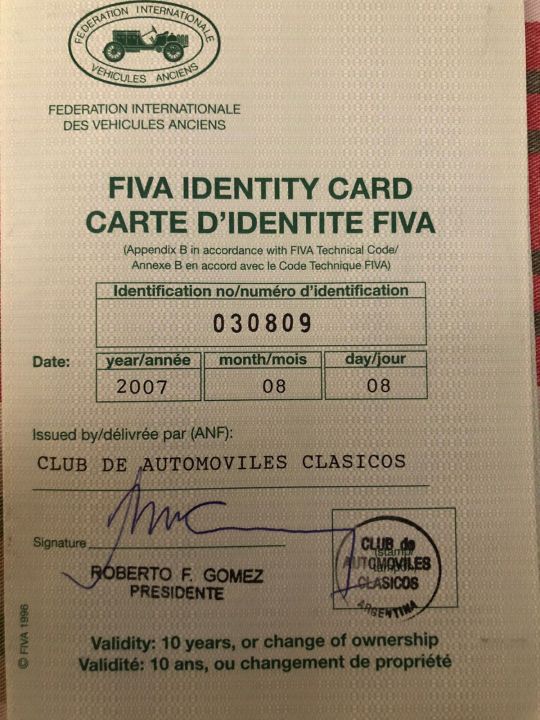 FEDERATION INTERNATIONALE
VEHICULES ANCIENS
FEDERATION INTERNATIONALE
DES VEHICULES ANCIENS
FIVA IDENTITY CARD
CARTE D'IDENTITE FIVA
(Appendix B in accordance with FIVA Technical Code/
Annexe B en accord avec le Code Technique FIVA)
Identification no/numéro d'identification
030809
Date: year/année month/mois day/jour
2007 08 08
Issued by/délivrée par (ANF):
CLUB DE AUTOMOVILES CLASICOS
Signature
ROBERTO F. GOMEZ
PRESIDENTE
CLUB de
(stamp/
AUTOMOVILES
tampon)
CLASICOS
ARGENTINA
Validity: 10 years, or change of ownership
Validité: 10 ans, ou changement de propriété
© FIVA 1998